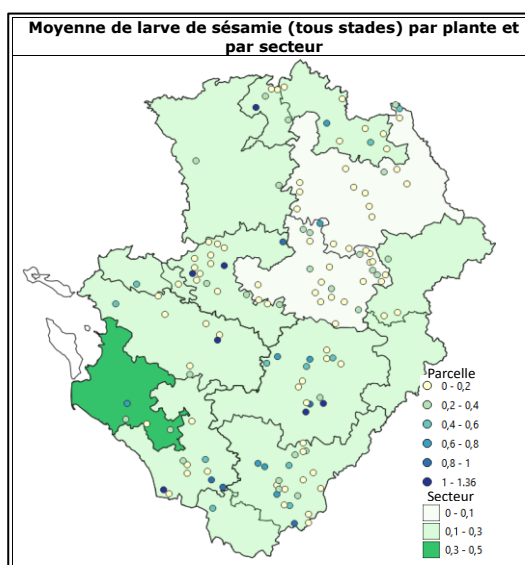 Moyenne de larve de sésamie (tous stades) par plante et
par secteur
Parcelle
0 - 0,2
0,2 - 0,4
0,4 - 0,6
0,6 - 0,8
0,8 - 1
1 - 1.36
Secteur
0 - 0,1
0,1 - 0,3
0,3 - 0,5